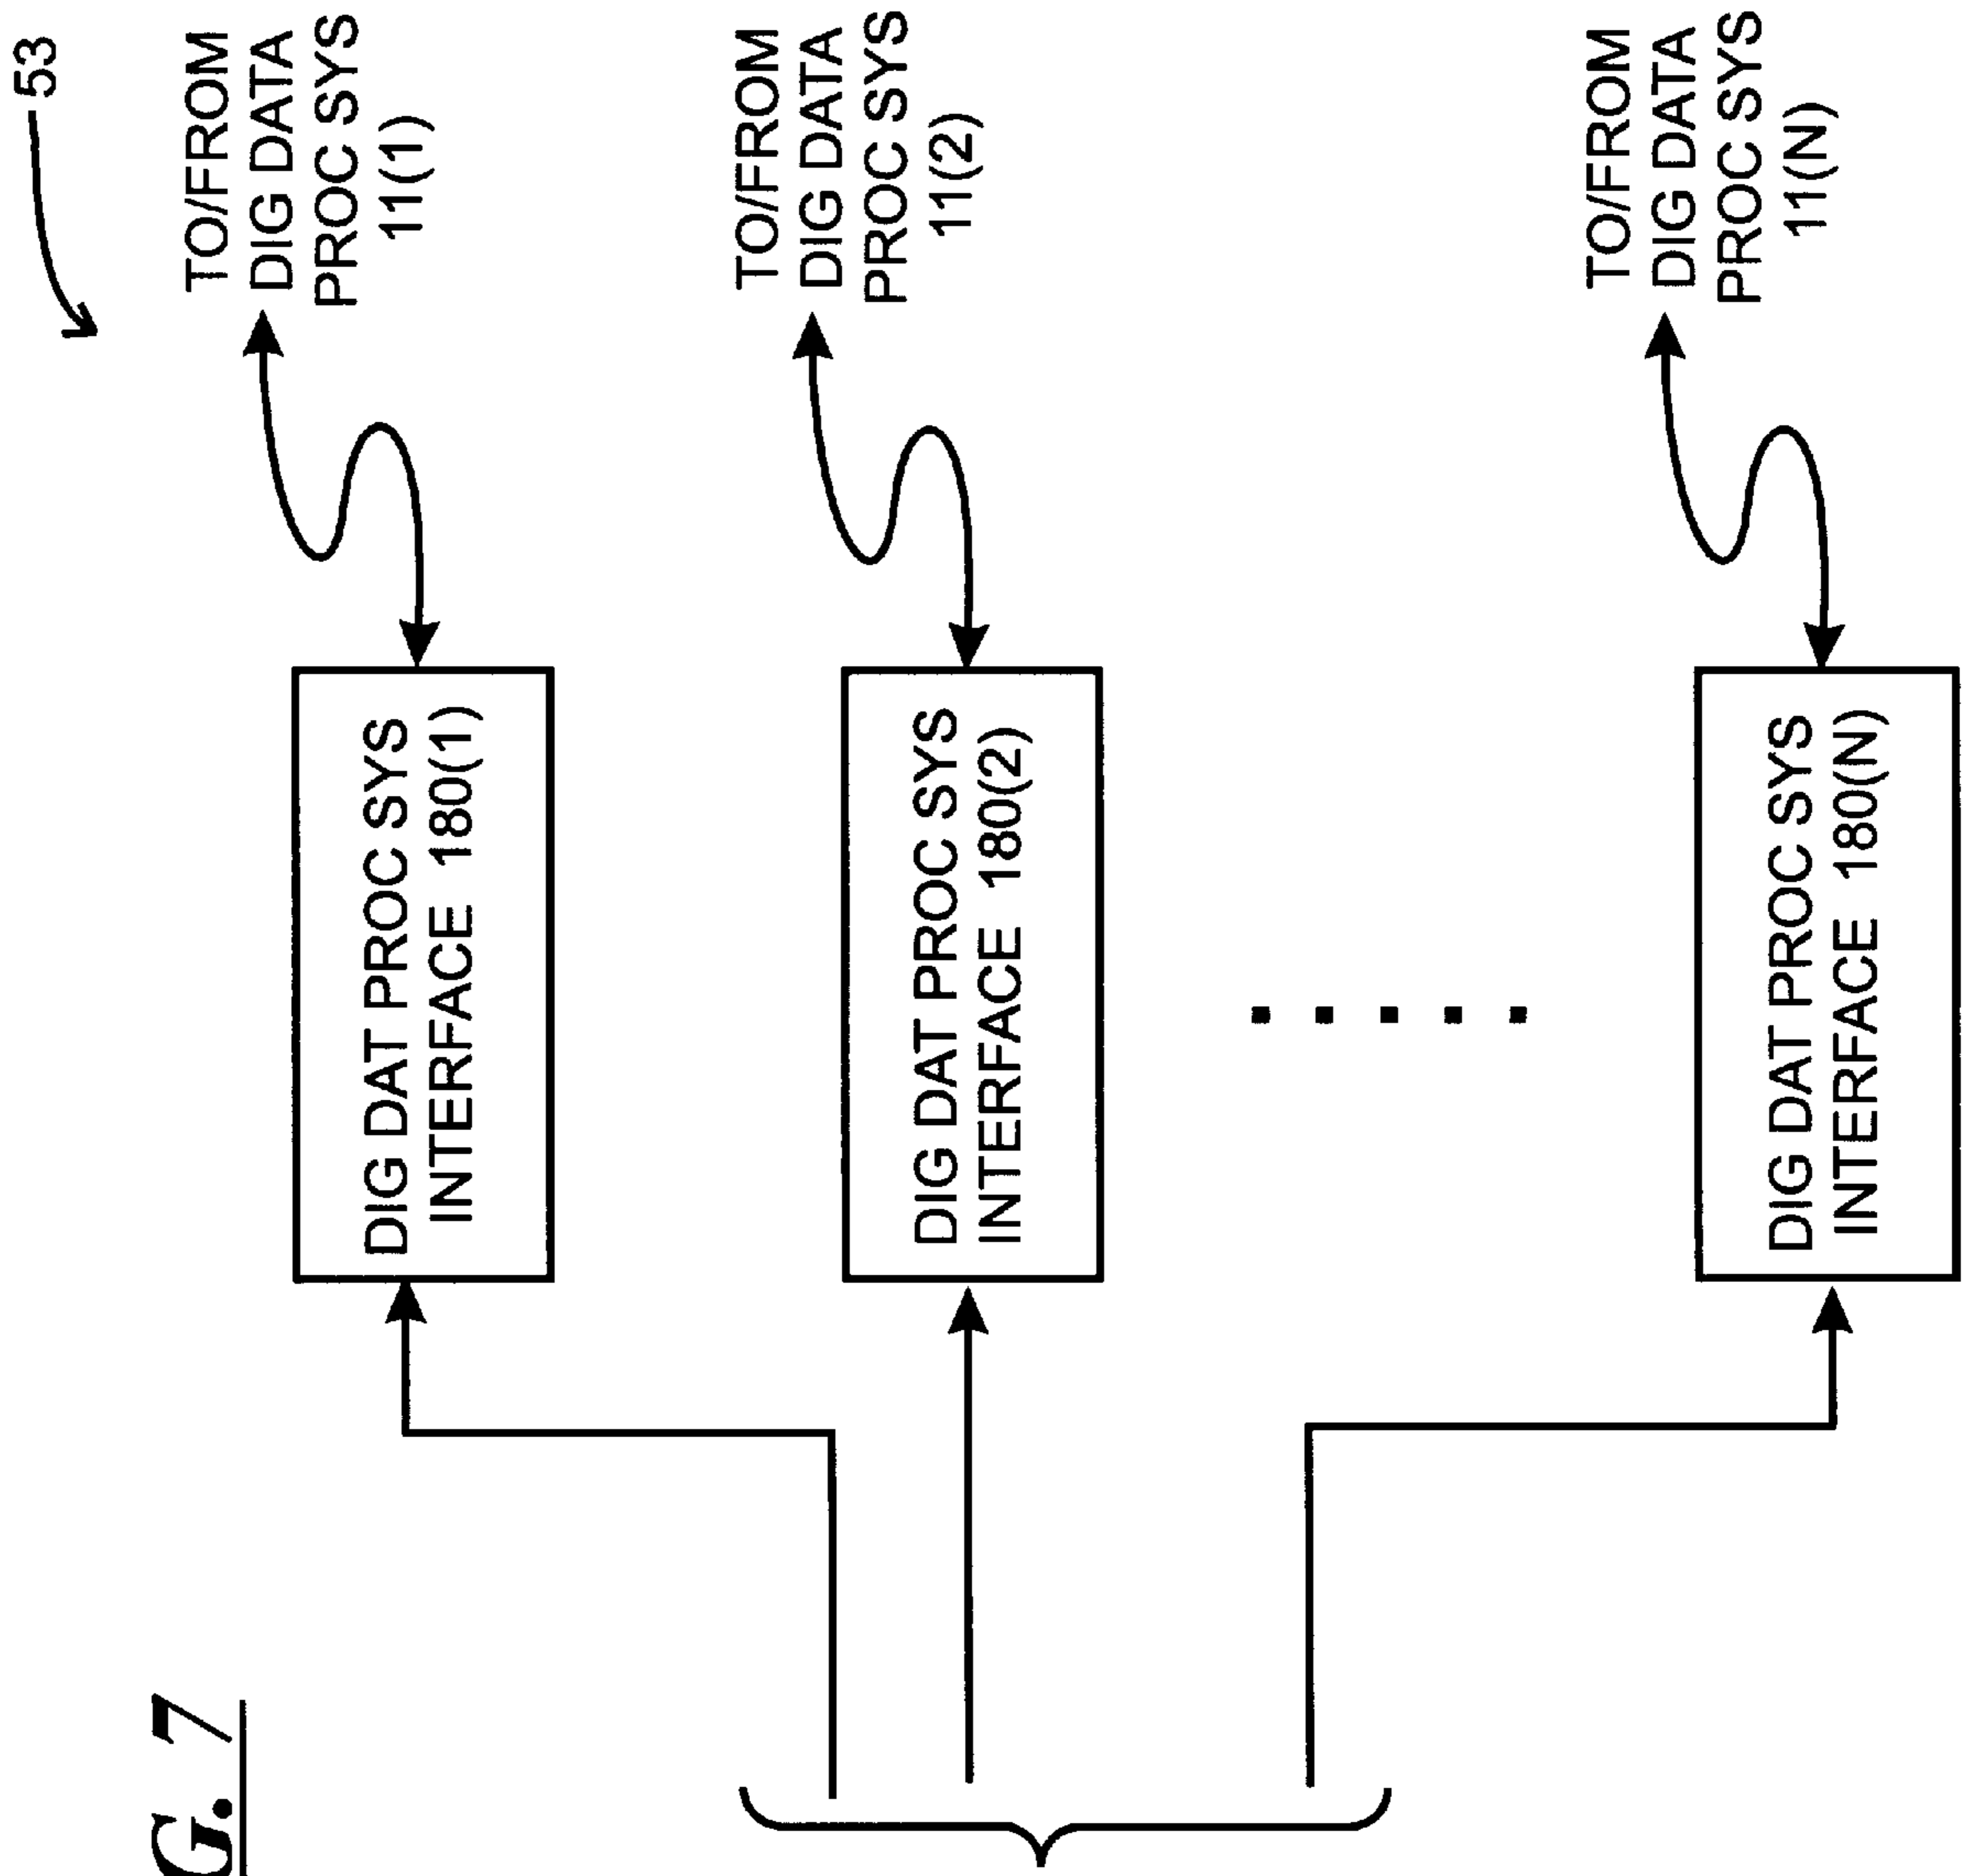 53
G. 7
TO/FROM
DIG DATA
PROC SYS
11(1)
DIG DAT PROC SYS
INTERFACE 180(1)
TO/FROM
DIG DATA
PROC SYS
11(2)
DIG DAT PROC SYS
INTERFACE 180(2)
TO/FROM
DIG DATA
PROC SYS
11(N)
DIG DAT PROC SYS
INTERFACE 180(N)